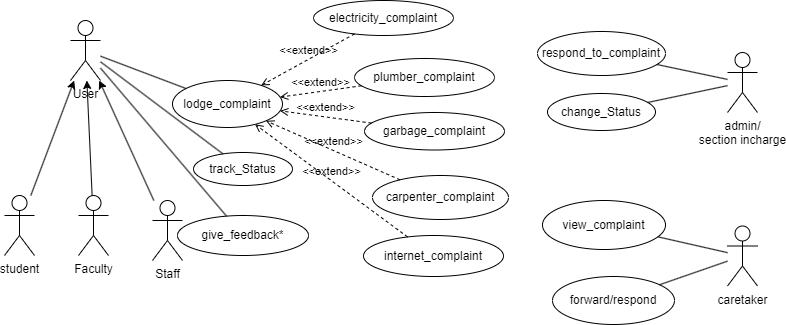 electricity_complaint
<<extend>>
respond_to_complaint
plumber_complaint
<<extend>>
User
lodge_complaint
<<extend>>
change_Status
garbage_complaint
admin/
section incharge
<<extend>>
track_Status
<<extend>>
carpenter_complaint
view_complaint
give_feedback*
internet_complaint
student
Faculty
Staff
forward/respond
caretaker